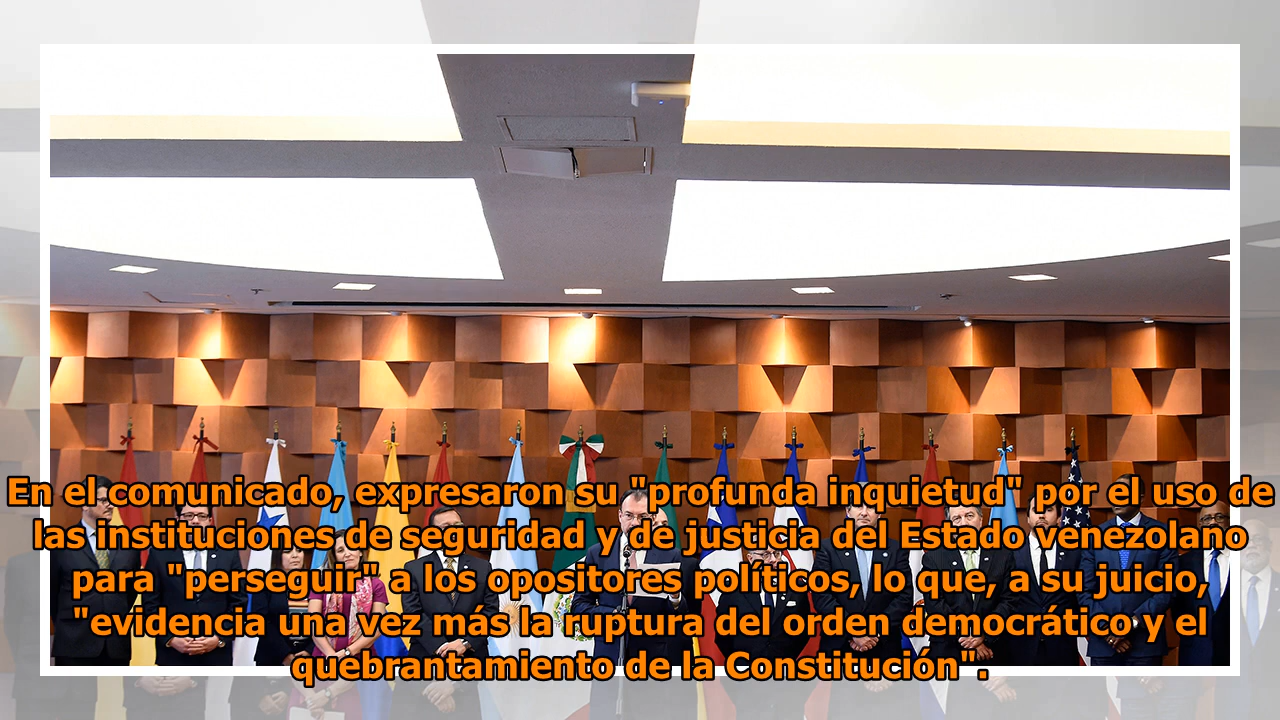 En el comunicado, expresaron su "profunda inquietud" por el uso de
las instituciones de seguridad y de justicia del Estado venezolano
para "perseguir" a los opositores políticos, lo que, a su juicio,
"evidencia una vez más la ruptura del orden democrático y el
quebrantamiento de la Constitución".